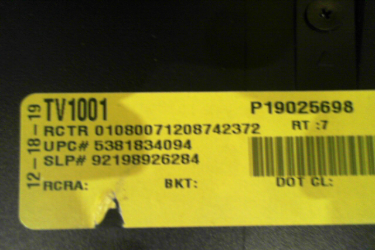 12-18-19
TV1001
P19025698
RCTR 01080071208742372
RT :7
UPC# 5381834094
SLP# 92198926284
RCRA:
BKT:
DOT CL: